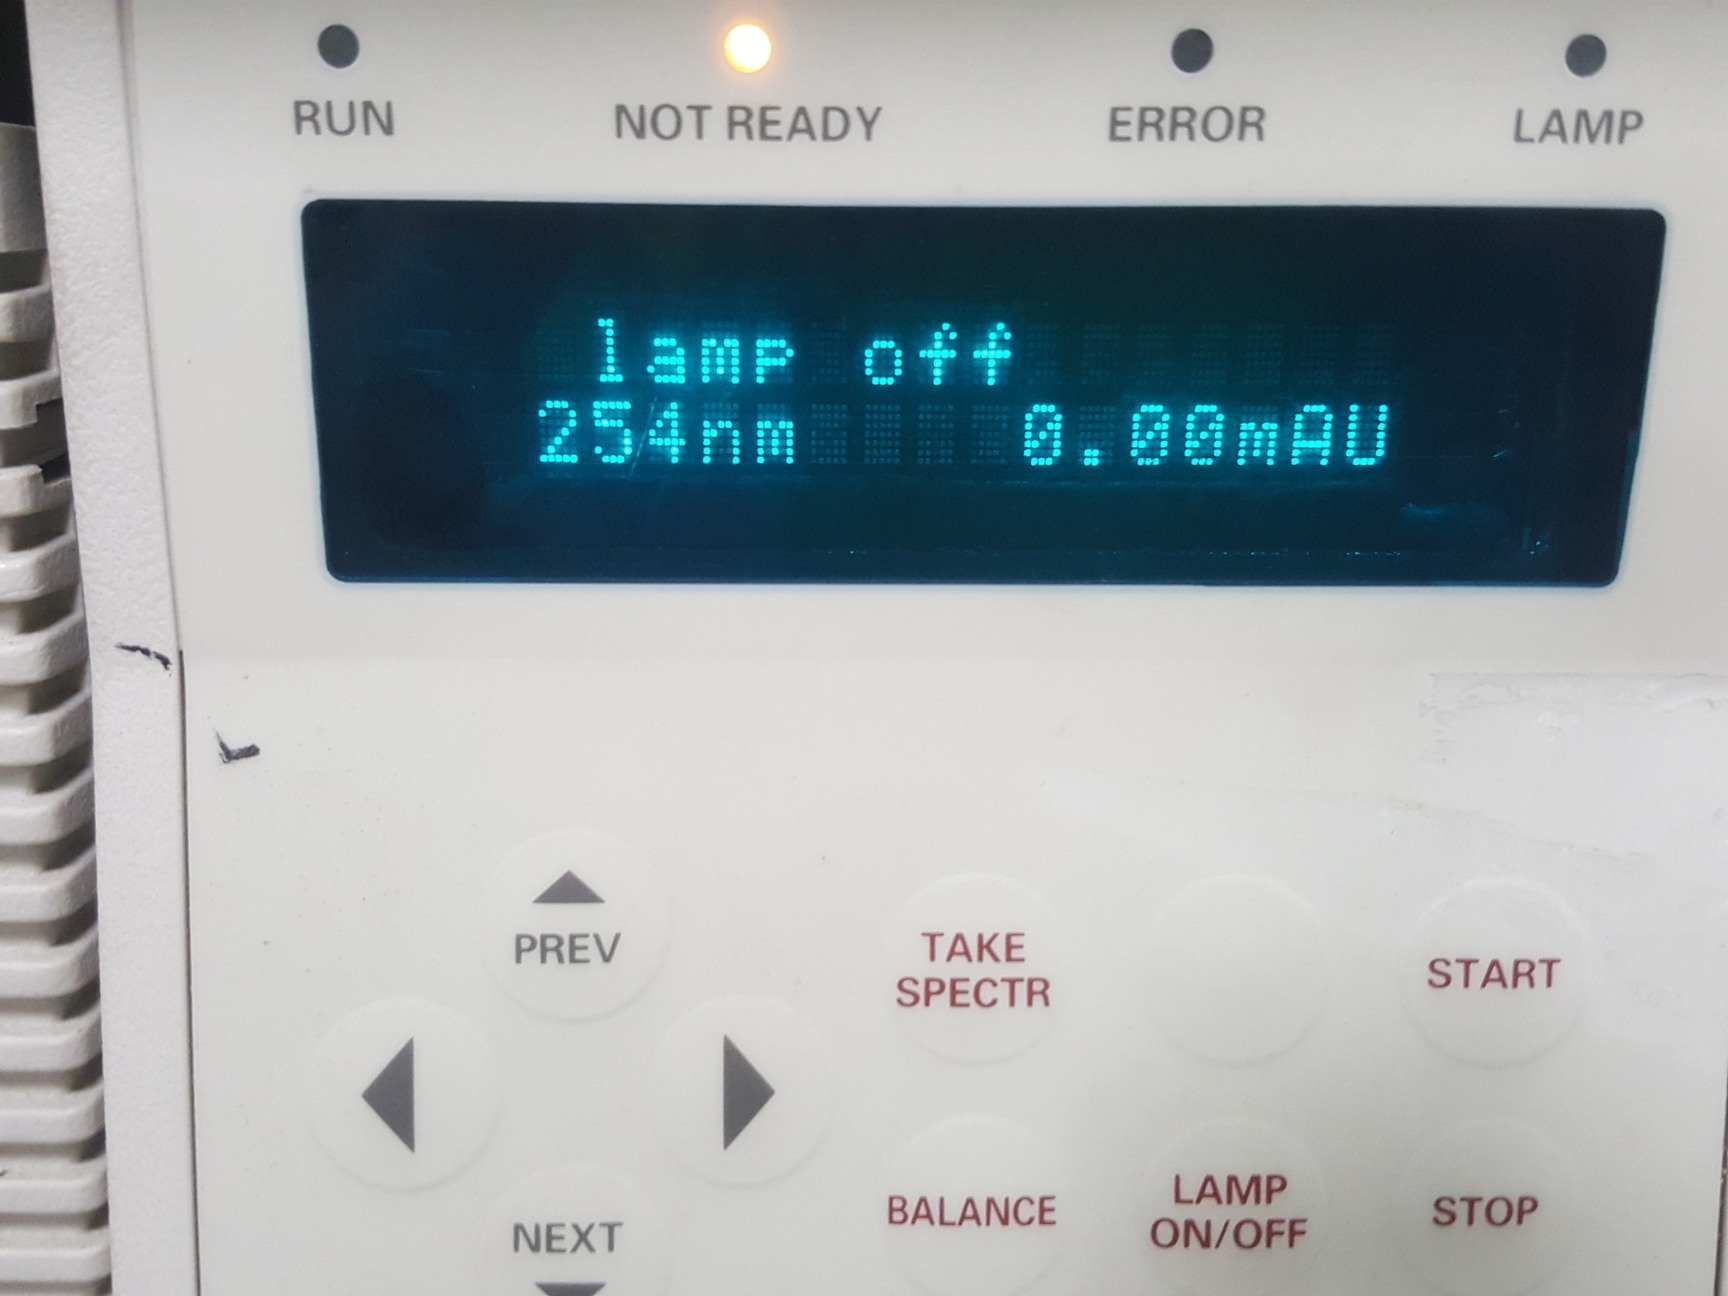 RUN NOT READY ERROR LAMP
lamp off
254nm 0.00mAU
PREV
TAKE
SPECTR
START
NEXT
BALANCE
LAMP
ON/OFF
STOP